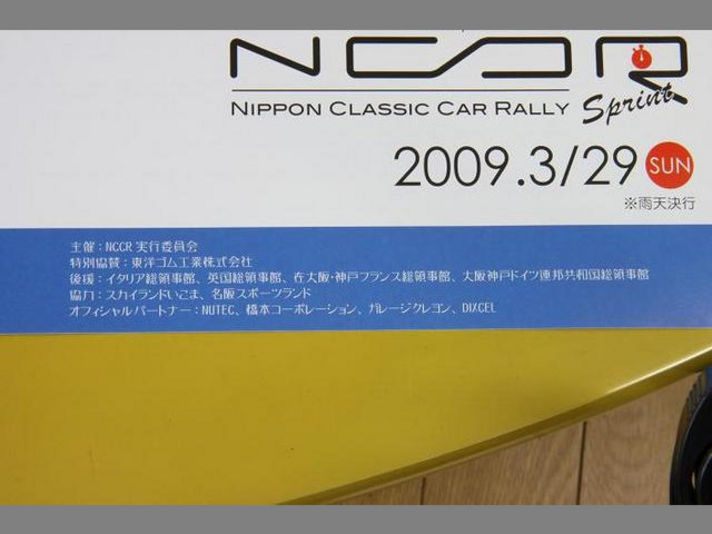 NCCR
NIPPON CLASSIC CAR RALLY Sprint
2009.3/29 SUN
※雨天決行
主催：NCCR 実行委員会
特別協賛：東洋ゴム工業株式会社
後援：イタリア総領事館、英国総領事館、在大阪・神戸フランス総領事館、大阪神戸ドイツ連邦共和国総領事館
協力：スカイランドいこま、名阪スポーツランド
オフィシャルパートナー：NUTEC、橋本コーポレーション、ガレージクレヨン、DIXCEL